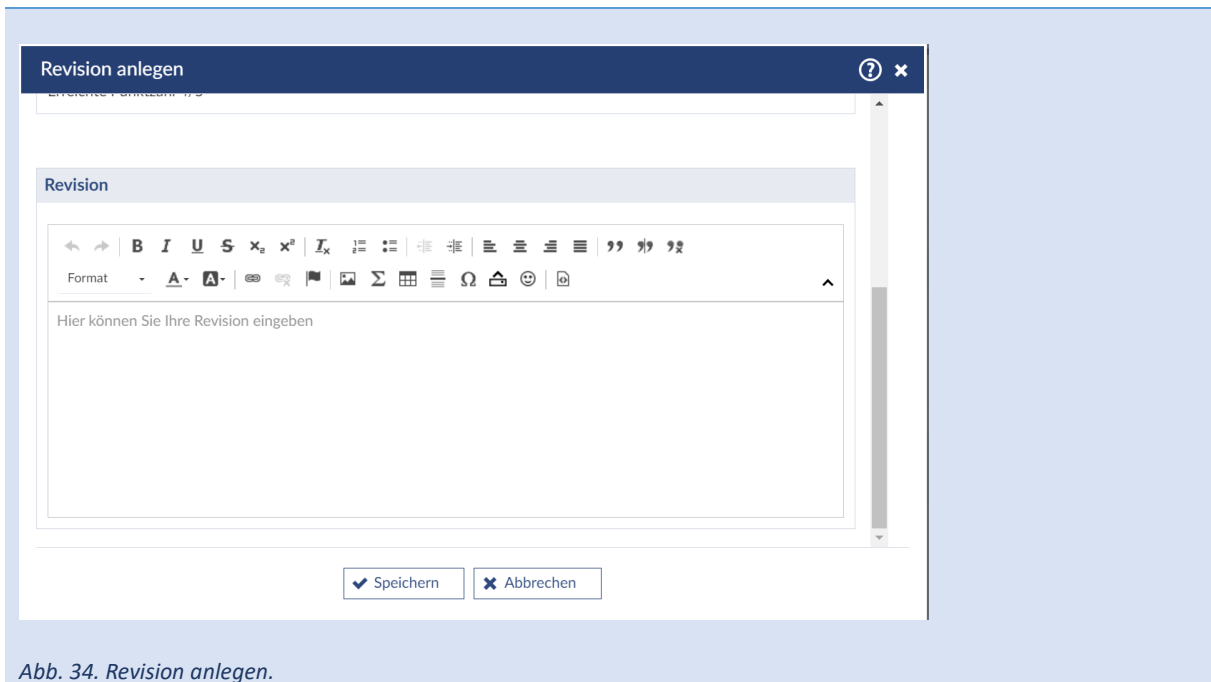 Revision anlegen
Revision
Format
Hier können Sie Ihre Revision eingeben
Speichern
Abbrechen
Abb. 34. Revision anlegen.